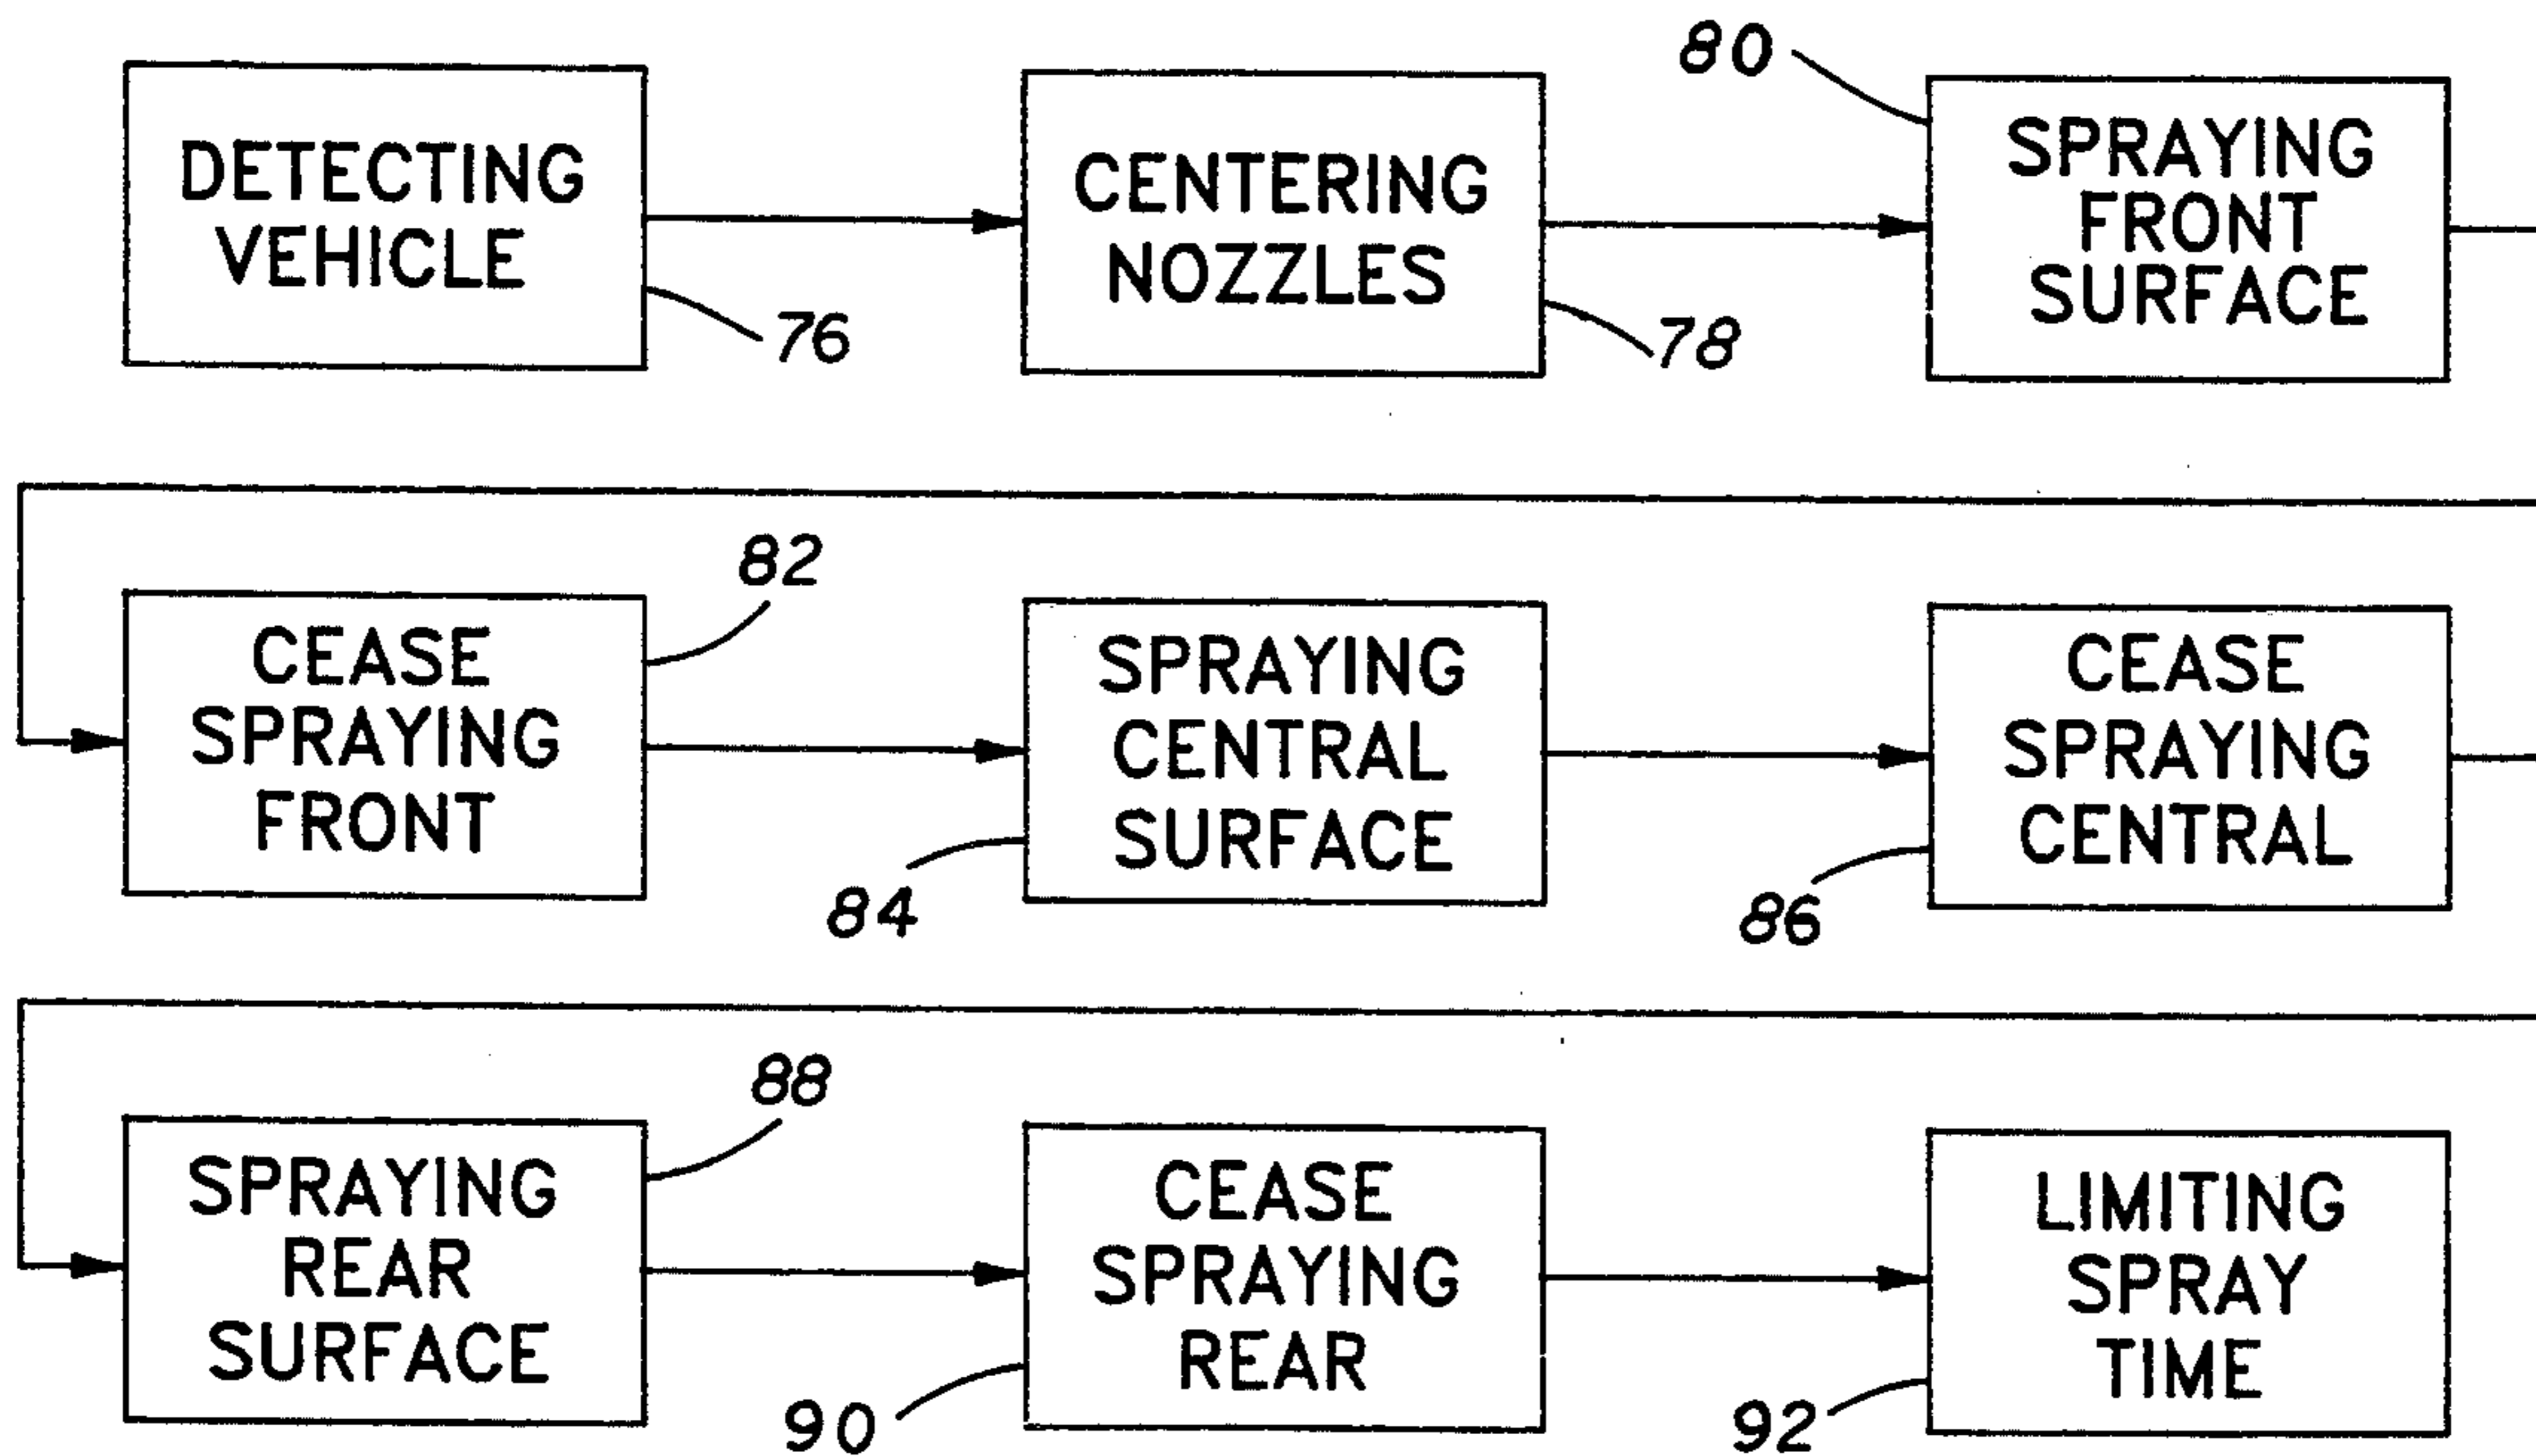 DETECTING
VEHICLE
76
CENTERING
NOZZLES
78
80
SPRAYING
FRONT
SURFACE
82
CEASE
SPRAYING
FRONT
SPRAYING
CENTRAL
SURFACE
84
CEASE
SPRAYING
CENTRAL
86
88
SPRAYING
REAR
SURFACE
CEASE
SPRAYING
REAR
90
LIMITING
SPRAY
TIME
92